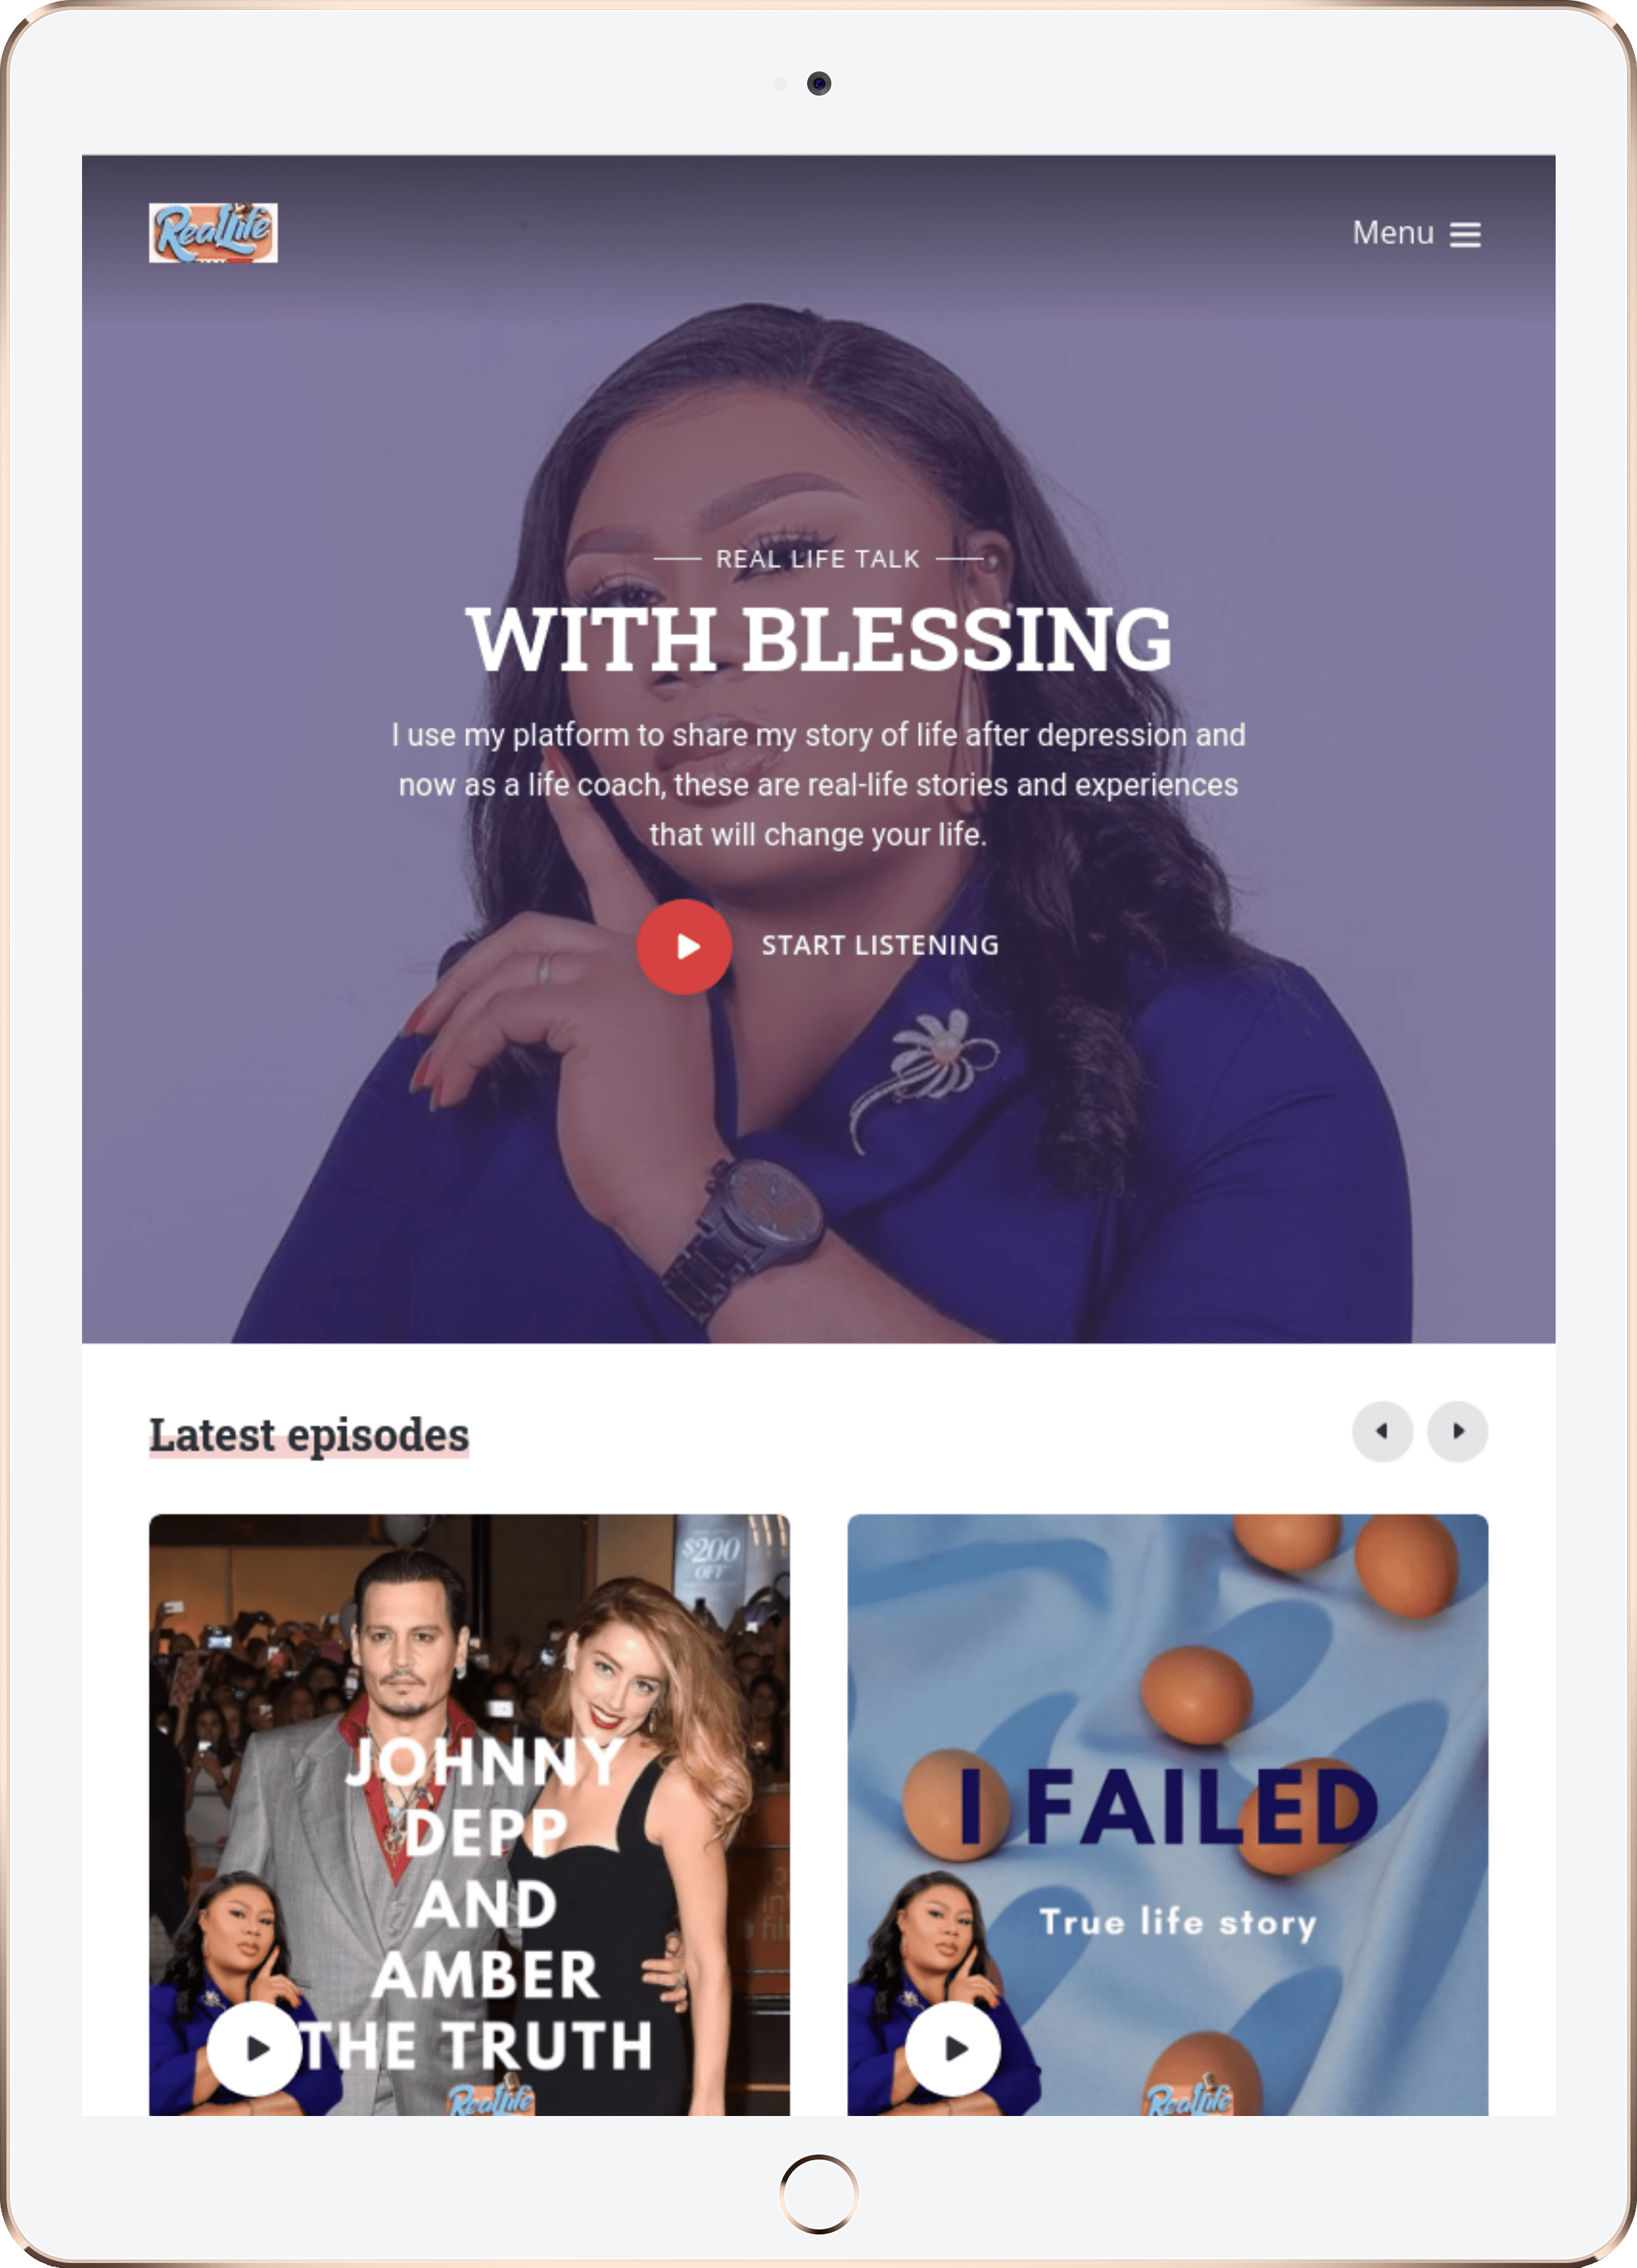 RealLife
Menu
REAL LIFE TALK
WITH BLESSING
I use my platform to share my story of life after depression and
now as a life coach, these are real-life stories and experiences
that will change your life.
START LISTENING
Latest episodes
$200
OFF
JOHNNY
DEPP
AND
AMBER
THE TRUTH
RealLife
I FAILED
True life story
RealLife